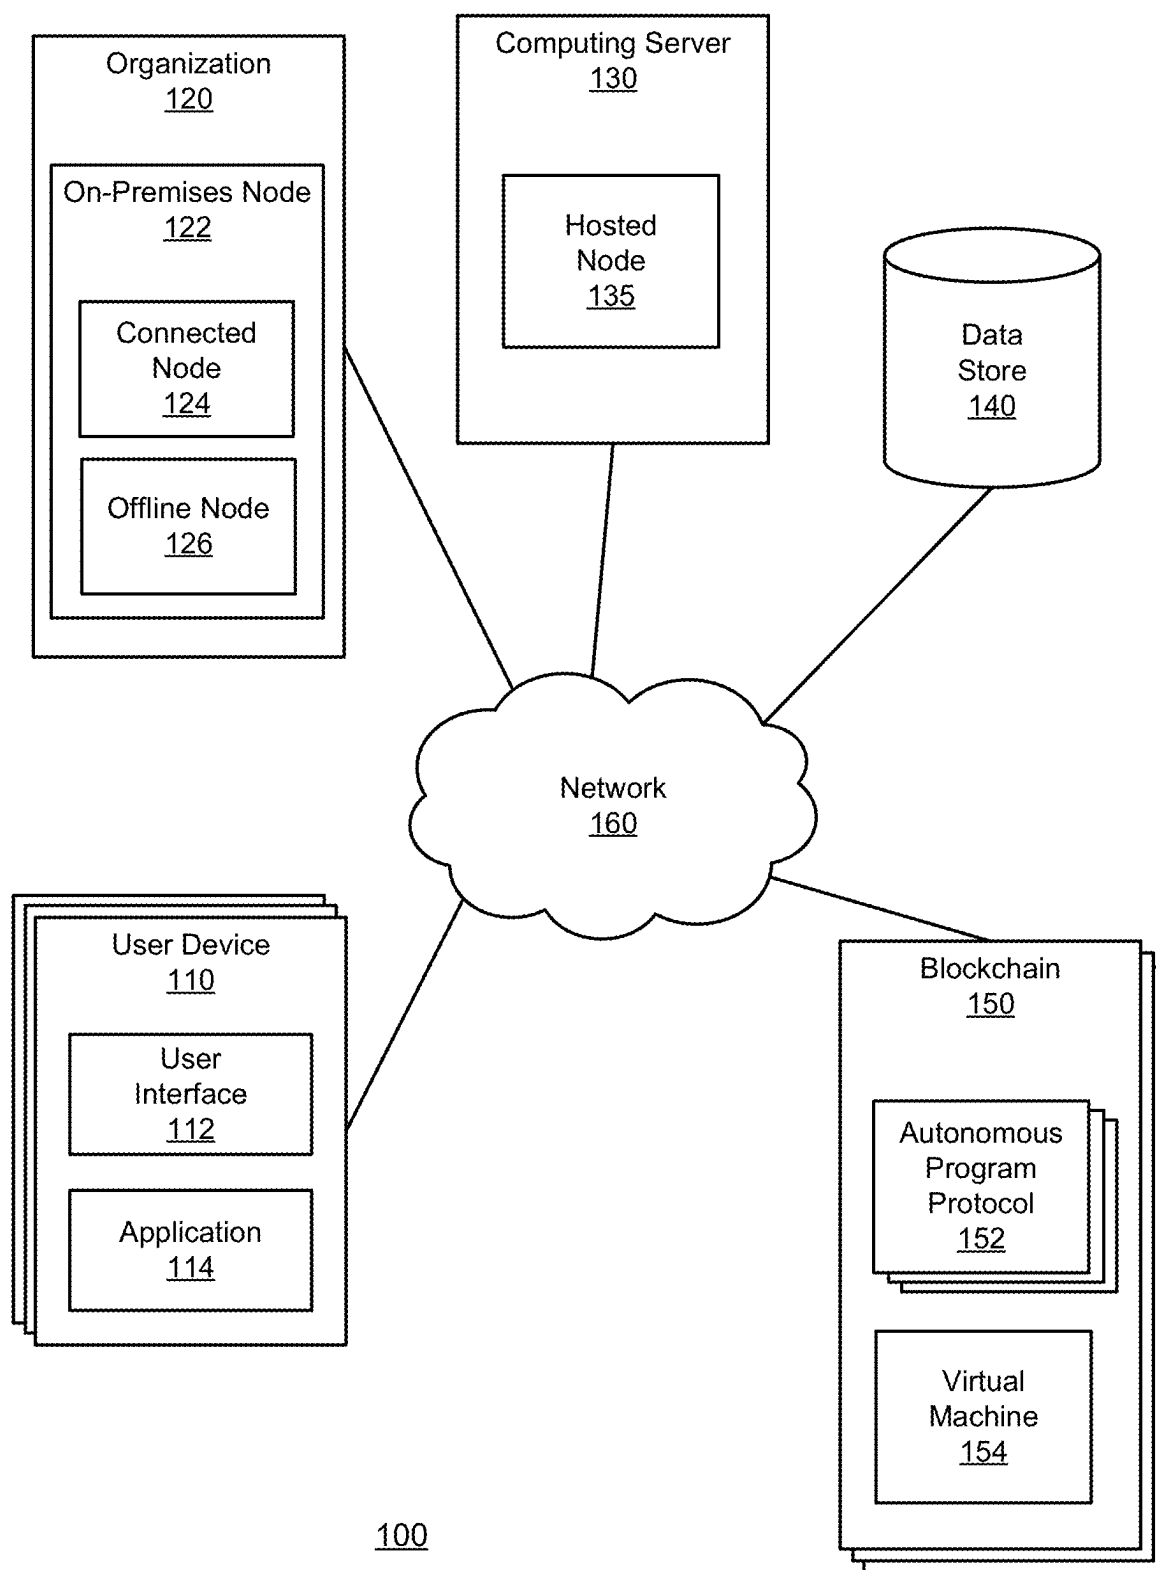 Organization
120
On-Premises Node
122
Connected
Node
124
Offline Node
126
Computing Server
130
Hosted
Node
135
Data
Store
140
Network
160
User Device
110
User
Interface
112
Application
114
Blockchain
150
Autonomous
Program
Protocol
152
Virtual
Machine
154
100